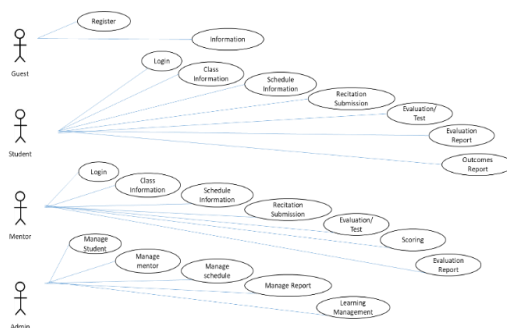 Register
Information
Guest
Login
Class
Information
Schedule
Information
Recitation
Submission
Evaluation/
Test
Evaluation
Report
Outcomes
Report
Student
Login
Class
Information
Schedule
Information
Recitation
Submission
Evaluation/
Test
Scoring
Evaluation
Report
Mentor
Manage
Student
Manage
mentor
Manage
schedule
Manage Report
Learning
Management
Admin